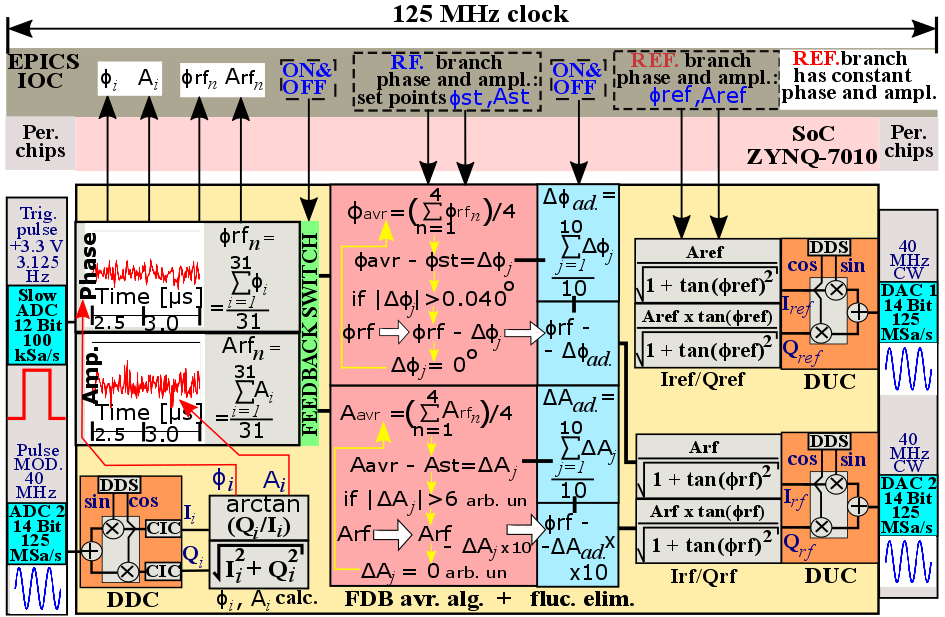 125 MHz clock
EPICS
IOC
ϕi Ai ϕrfn Arfn
ON&
OFF
RF. branch
phase and ampl.:
set points ϕst,Ast
ON&
OFF
REF. branch
phase and ampl.:
ϕref,Aref
REF. branch
has constant
phase and ampl.
Per.
chips
SoC
ZYNQ-7010
Per.
chips
Trig.
pulse
+3.3 V
3.125
Hz
Slow
ADC
12 Bit
100
kSa/s
Pulse
MOD.
40
MHz
ADC 2
14 Bit
125
MSa/s
Phase
Time [µs]
2.5 3.0
ϕrfn=
31
=∑ϕi
i=1
31
Amp.
Time [µs]
2.5 3.0
Arfn=
31
=∑Ai
i=1
31
FEEDBACK SWITCH
4
ϕavr=(∑ϕrfn)/4
n=1
ϕavr - ϕst=Δϕj
if |Δϕj|>0.040°
ϕrf ϕrf - Δϕj
Δϕj= 0°
Δϕad.=
10
∑Δϕj
j=1
10
ϕrf -
- Δϕad.
4
Aavr=(∑Arfn)/4
n=1
Aavr - Ast=ΔAj
if |ΔAj|>6 arb. un
Arf Arf
- ΔAj x10
ΔAj = 0 arb. un
ΔAad.=
10
∑ΔAj
j=1
10
ϕrf -
-ΔAad.x
x10
FDB avr. alg. + fluc. elim.
DDS
sin cos
CIC
CIC
DDC
Ii
Qi
ϕi Ai
arctan
(Qi/Ii)
√Ii²+Qi²
ϕi, Ai calc.
Aref
√1 + tan(ϕref)²
Aref x tan(ϕref)
√1 + tan(ϕref)²
Iref/Qref
Iref
Qref
DDS
cos sin
DUC
Arf
√1 + tan(ϕrf)²
Arf x tan(ϕrf)
√1 + tan(ϕrf)²
Irf/Qrf
Irf
Qrf
DDS
cos sin
DUC
40
MHz
CW
DAC 1
14 Bit
125
MSa/s
40
MHz
CW
DAC 2
14 Bit
125
MSa/s